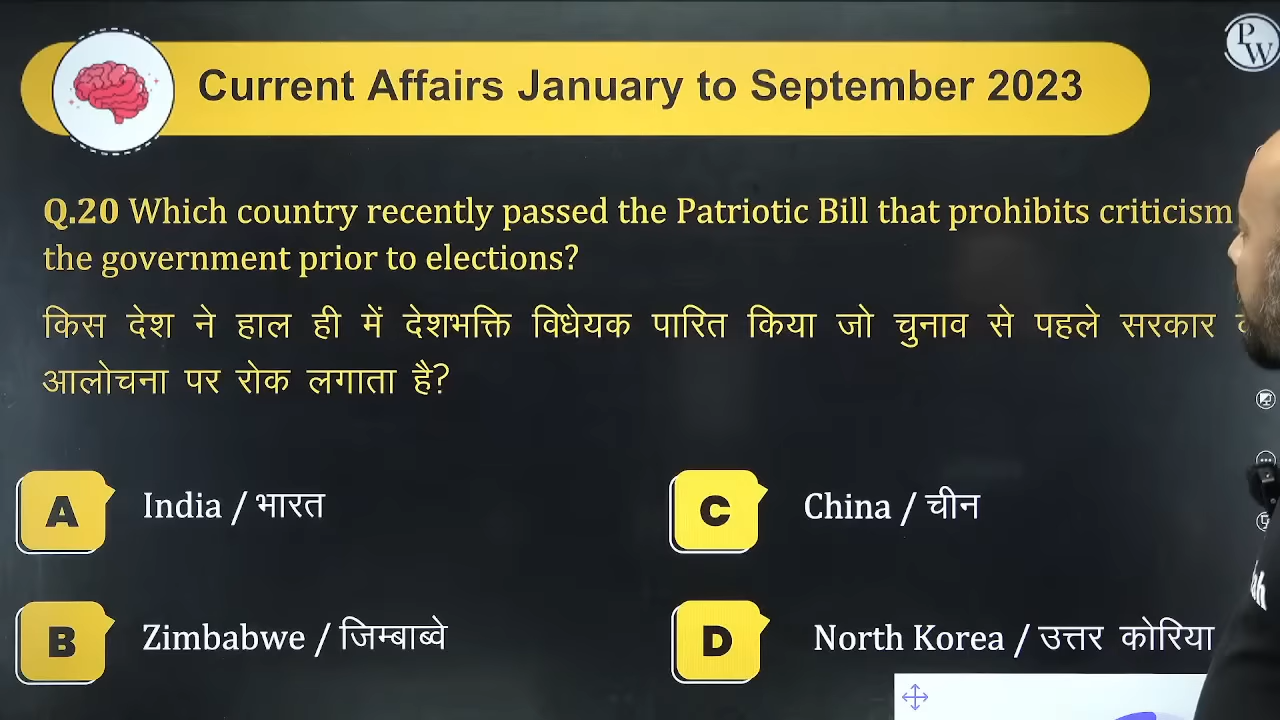 PW
Current Affairs January to September 2023
Q.20 Which country recently passed the Patriotic Bill that prohibits criticism
the government prior to elections?
किस देश ने हाल ही में देशभक्ति विधेयक पारित किया जो चुनाव से पहले सरकार
आलोचना पर रोक लगाता है?
A India / भारत
C China / चीन
B Zimbabwe / जिम्बाब्वे
D North Korea / उत्तर कोरिया